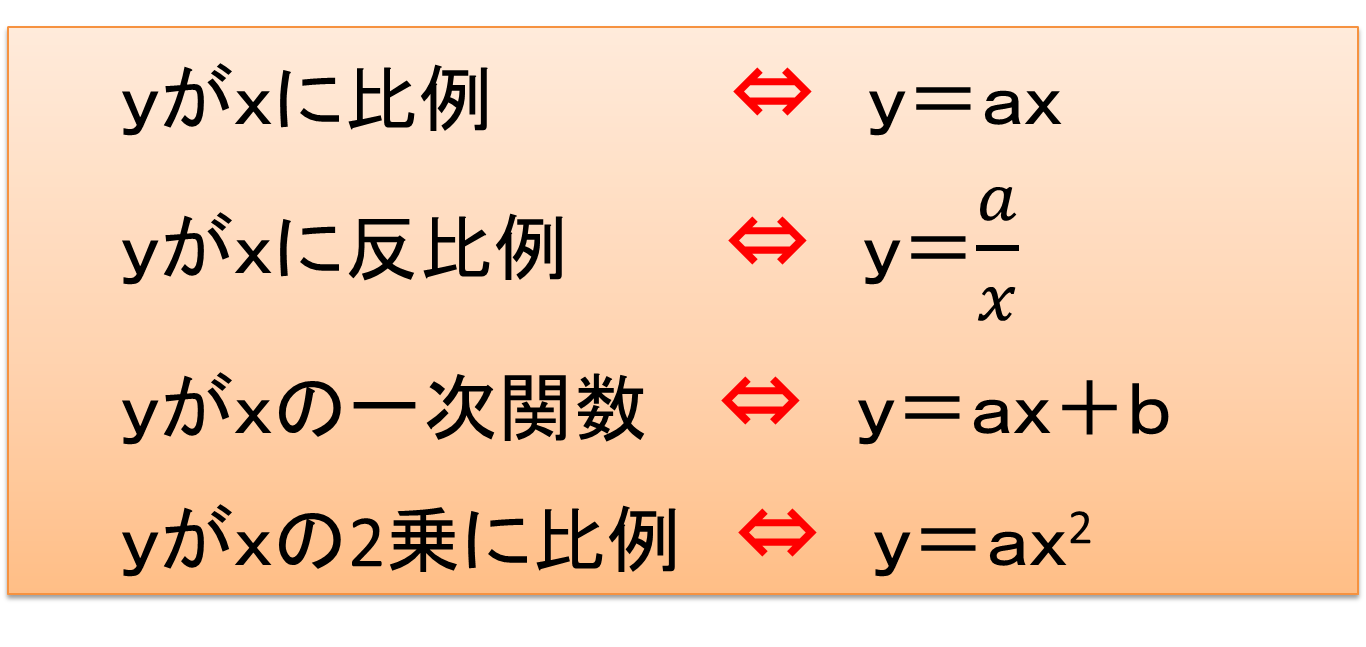 yがxに比例 ⇔ y＝ax
yがxに反比例 ⇔ y＝a/x
yがxの一次関数 ⇔ y＝ax＋b
yがxの2乗に比例 ⇔ y＝ax²